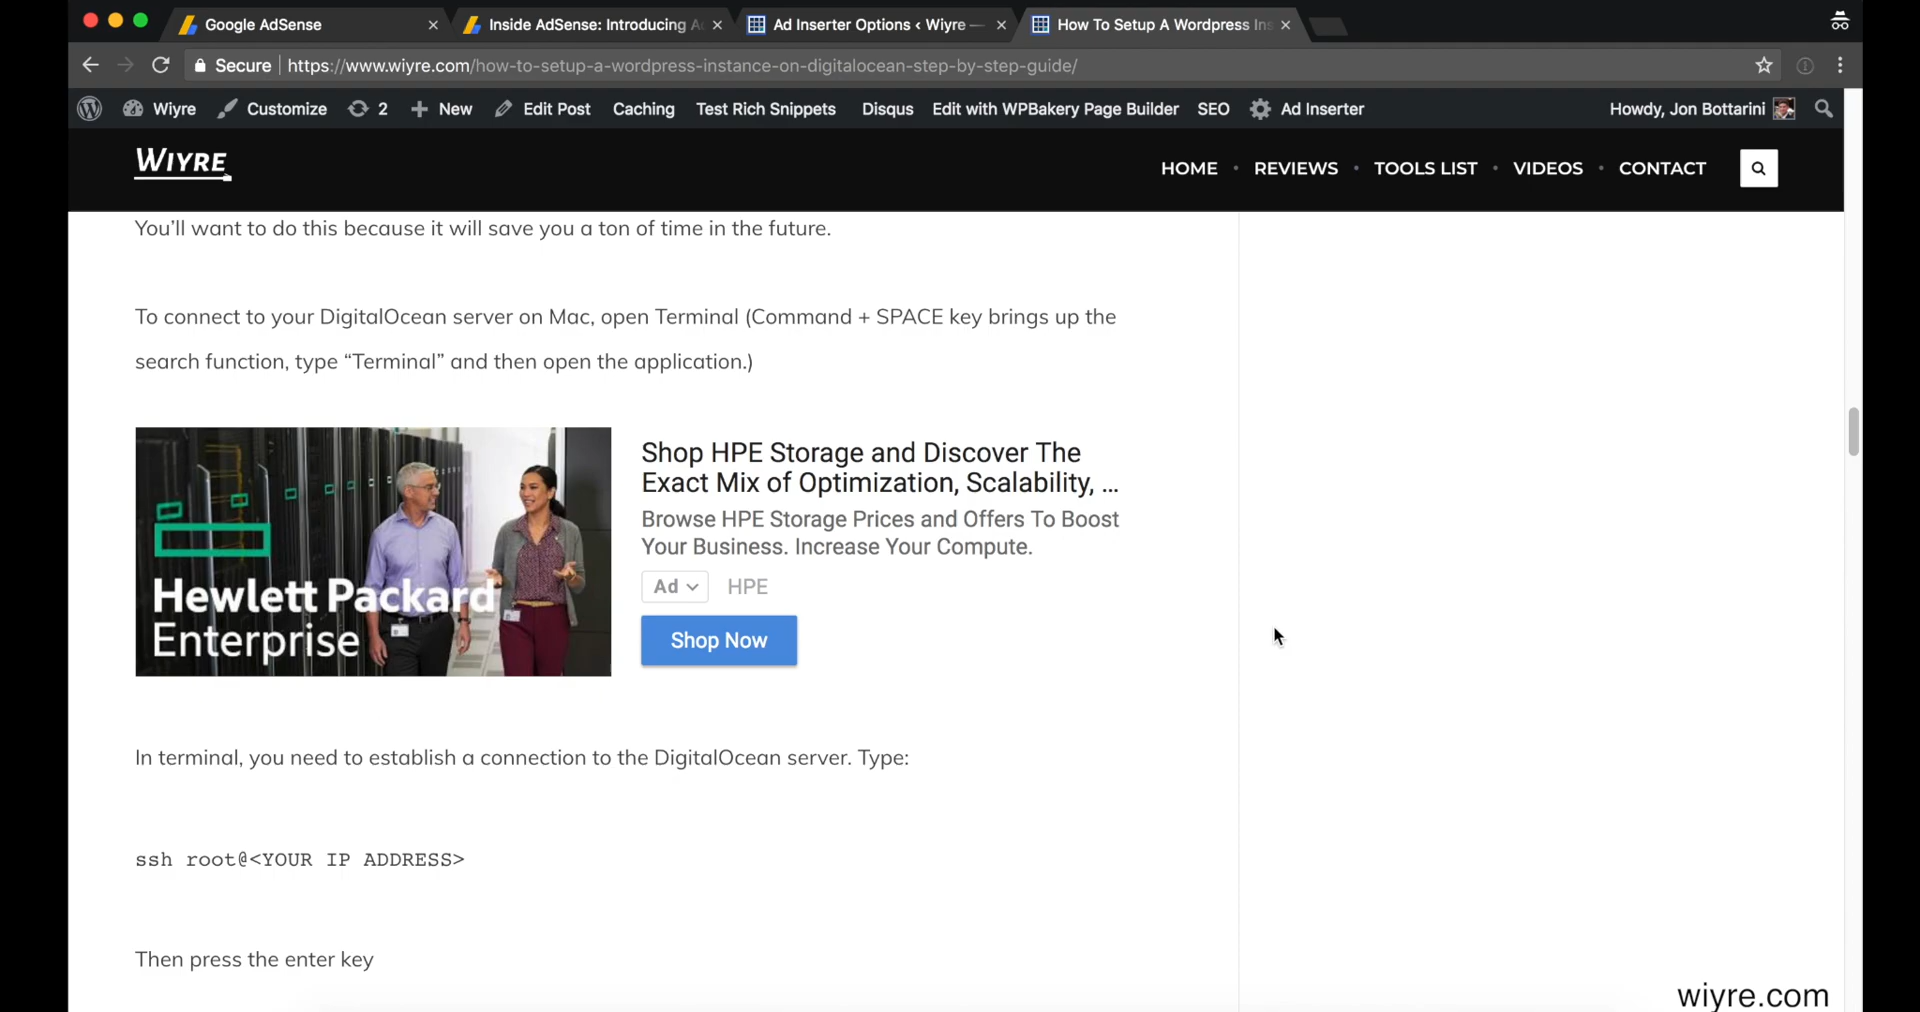 Google AdSense
Inside AdSense: Introducing A
Ad Inserter Options ‹ Wiyre —
How To Setup A Wordpress Ins
Secure https://www.wiyre.com/how-to-setup-a-wordpress-instance-on-digitalocean-step-by-step-guide/
Wiyre Customize 2 New Edit Post Caching Test Rich Snippets Disqus Edit with WPBakery Page Builder SEO Ad Inserter Howdy, Jon Bottarini
WIYRE
HOME • REVIEWS • TOOLS LIST • VIDEOS • CONTACT
You’ll want to do this because it will save you a ton of time in the future.
To connect to your DigitalOcean server on Mac, open Terminal (Command + SPACE key brings up the
search function, type “Terminal” and then open the application.)
Hewlett Packard
Enterprise
Shop HPE Storage and Discover The
Exact Mix of Optimization, Scalability, ...
Browse HPE Storage Prices and Offers To Boost
Your Business. Increase Your Compute.
Ad HPE
Shop Now
In terminal, you need to establish a connection to the DigitalOcean server. Type:
ssh root@<YOUR IP ADDRESS>
Then press the enter key
wiyre.com